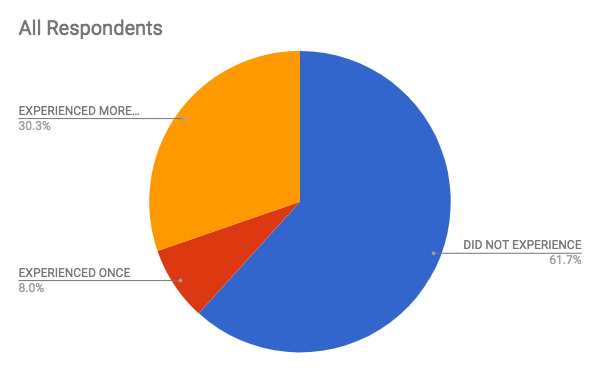 All Respondents
EXPERIENCED MORE…
30.3%
DID NOT EXPERIENCE
61.7%
EXPERIENCED ONCE
8.0%